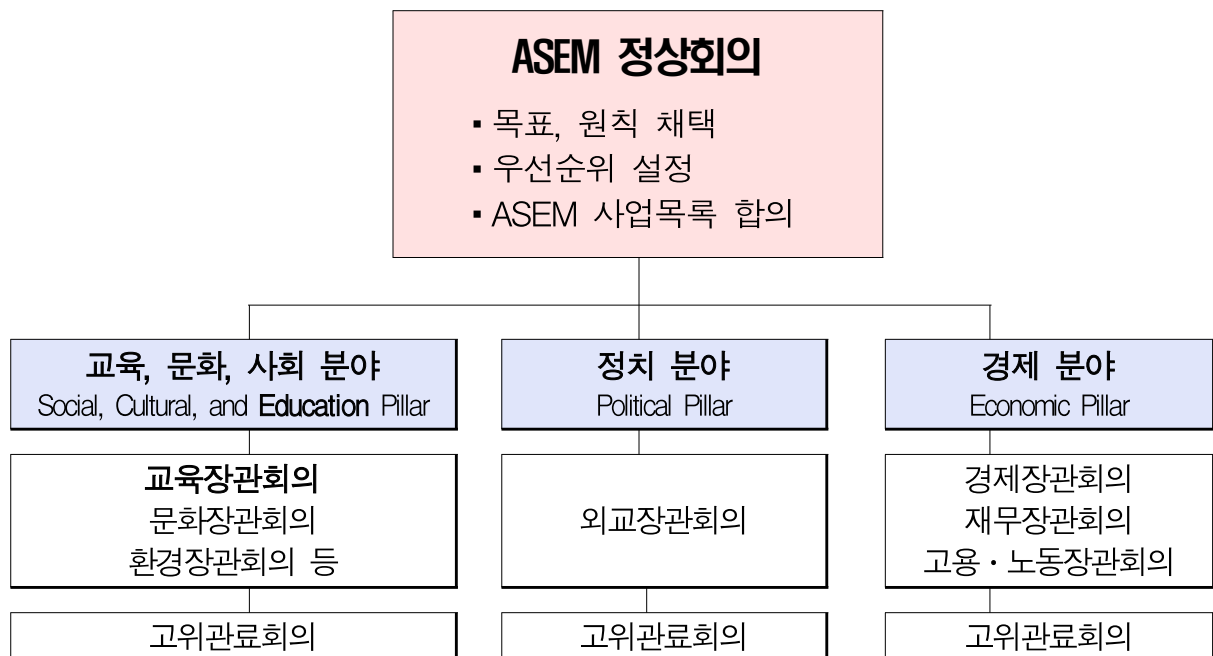 ASEM 정상회의
▪ 목표, 원칙 채택
▪ 우선순위 설정
▪ ASEM 사업목록 합의
교육, 문화, 사회 분야
Social, Cultural, and Education Pillar
정치 분야
Political Pillar
경제 분야
Economic Pillar
교육장관회의
문화장관회의
환경장관회의 등
외교장관회의
경제장관회의
재무장관회의
고용·노동장관회의
고위관료회의
고위관료회의
고위관료회의